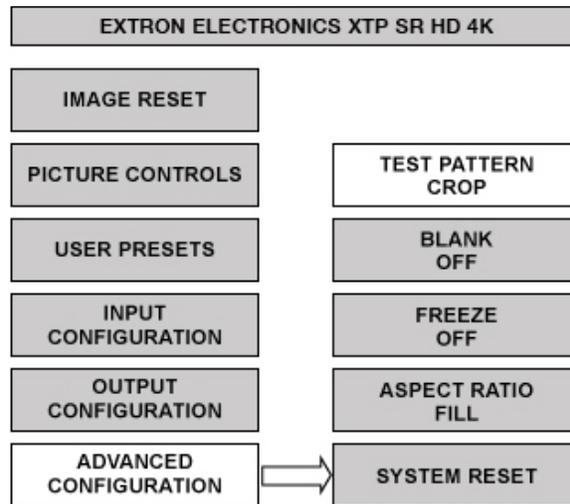 EXTRON ELECTRONICS XTP SR HD 4K
IMAGE RESET
PICTURE CONTROLS
USER PRESETS
INPUT
CONFIGURATION
OUTPUT
CONFIGURATION
ADVANCED
CONFIGURATION
TEST PATTERN
CROP
BLANK
OFF
FREEZE
OFF
ASPECT RATIO
FILL
SYSTEM RESET